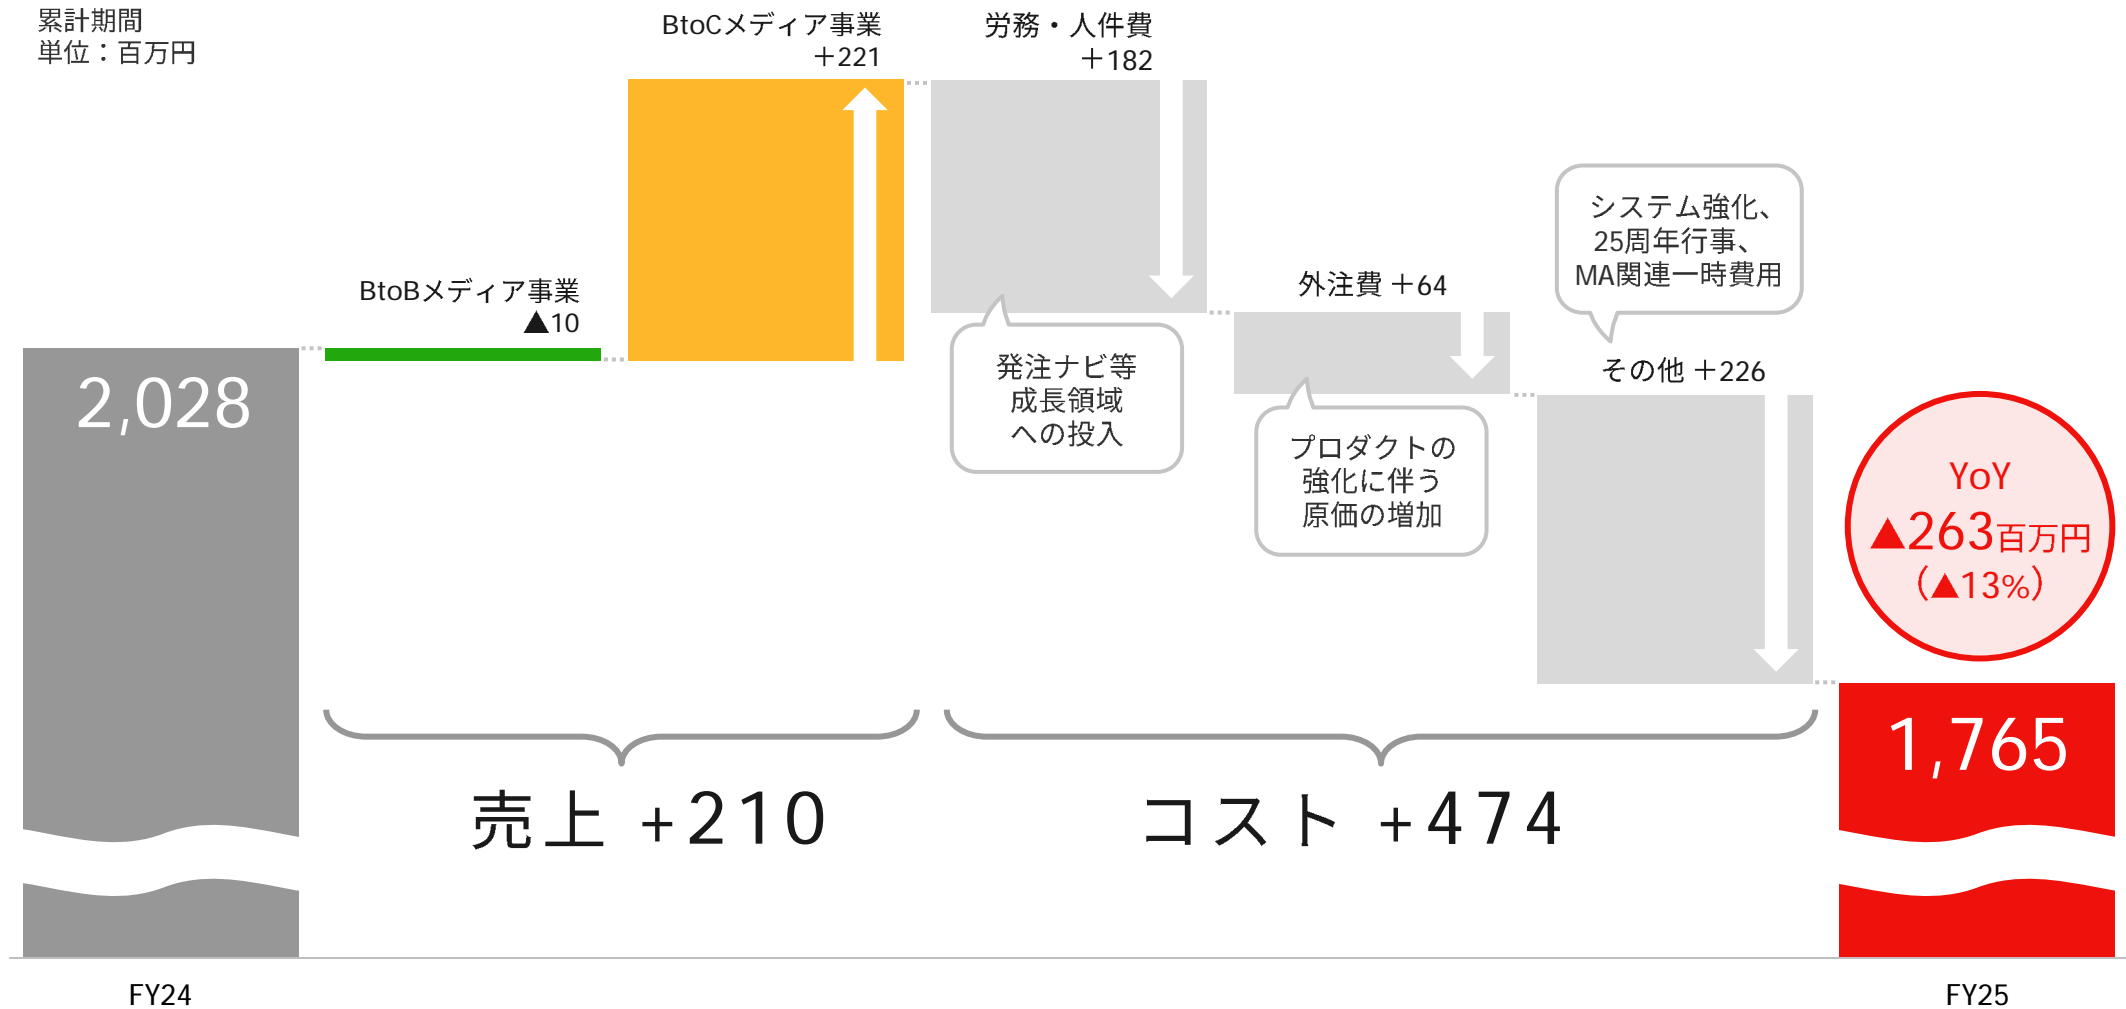 累計期間
単位：百万円
BtoCメディア事業
＋221
労務・人件費
＋182
BtoBメディア事業
▲10
外注費 ＋64
システム強化、
25周年行事、
MA関連一時費用
その他 ＋226
2,028
発注ナビ等
成長領域
への投入
プロダクトの
強化に伴う
原価の増加
YoY
▲263百万円
（▲13%）
1,765
売上 +210
コスト +474
FY24
FY25